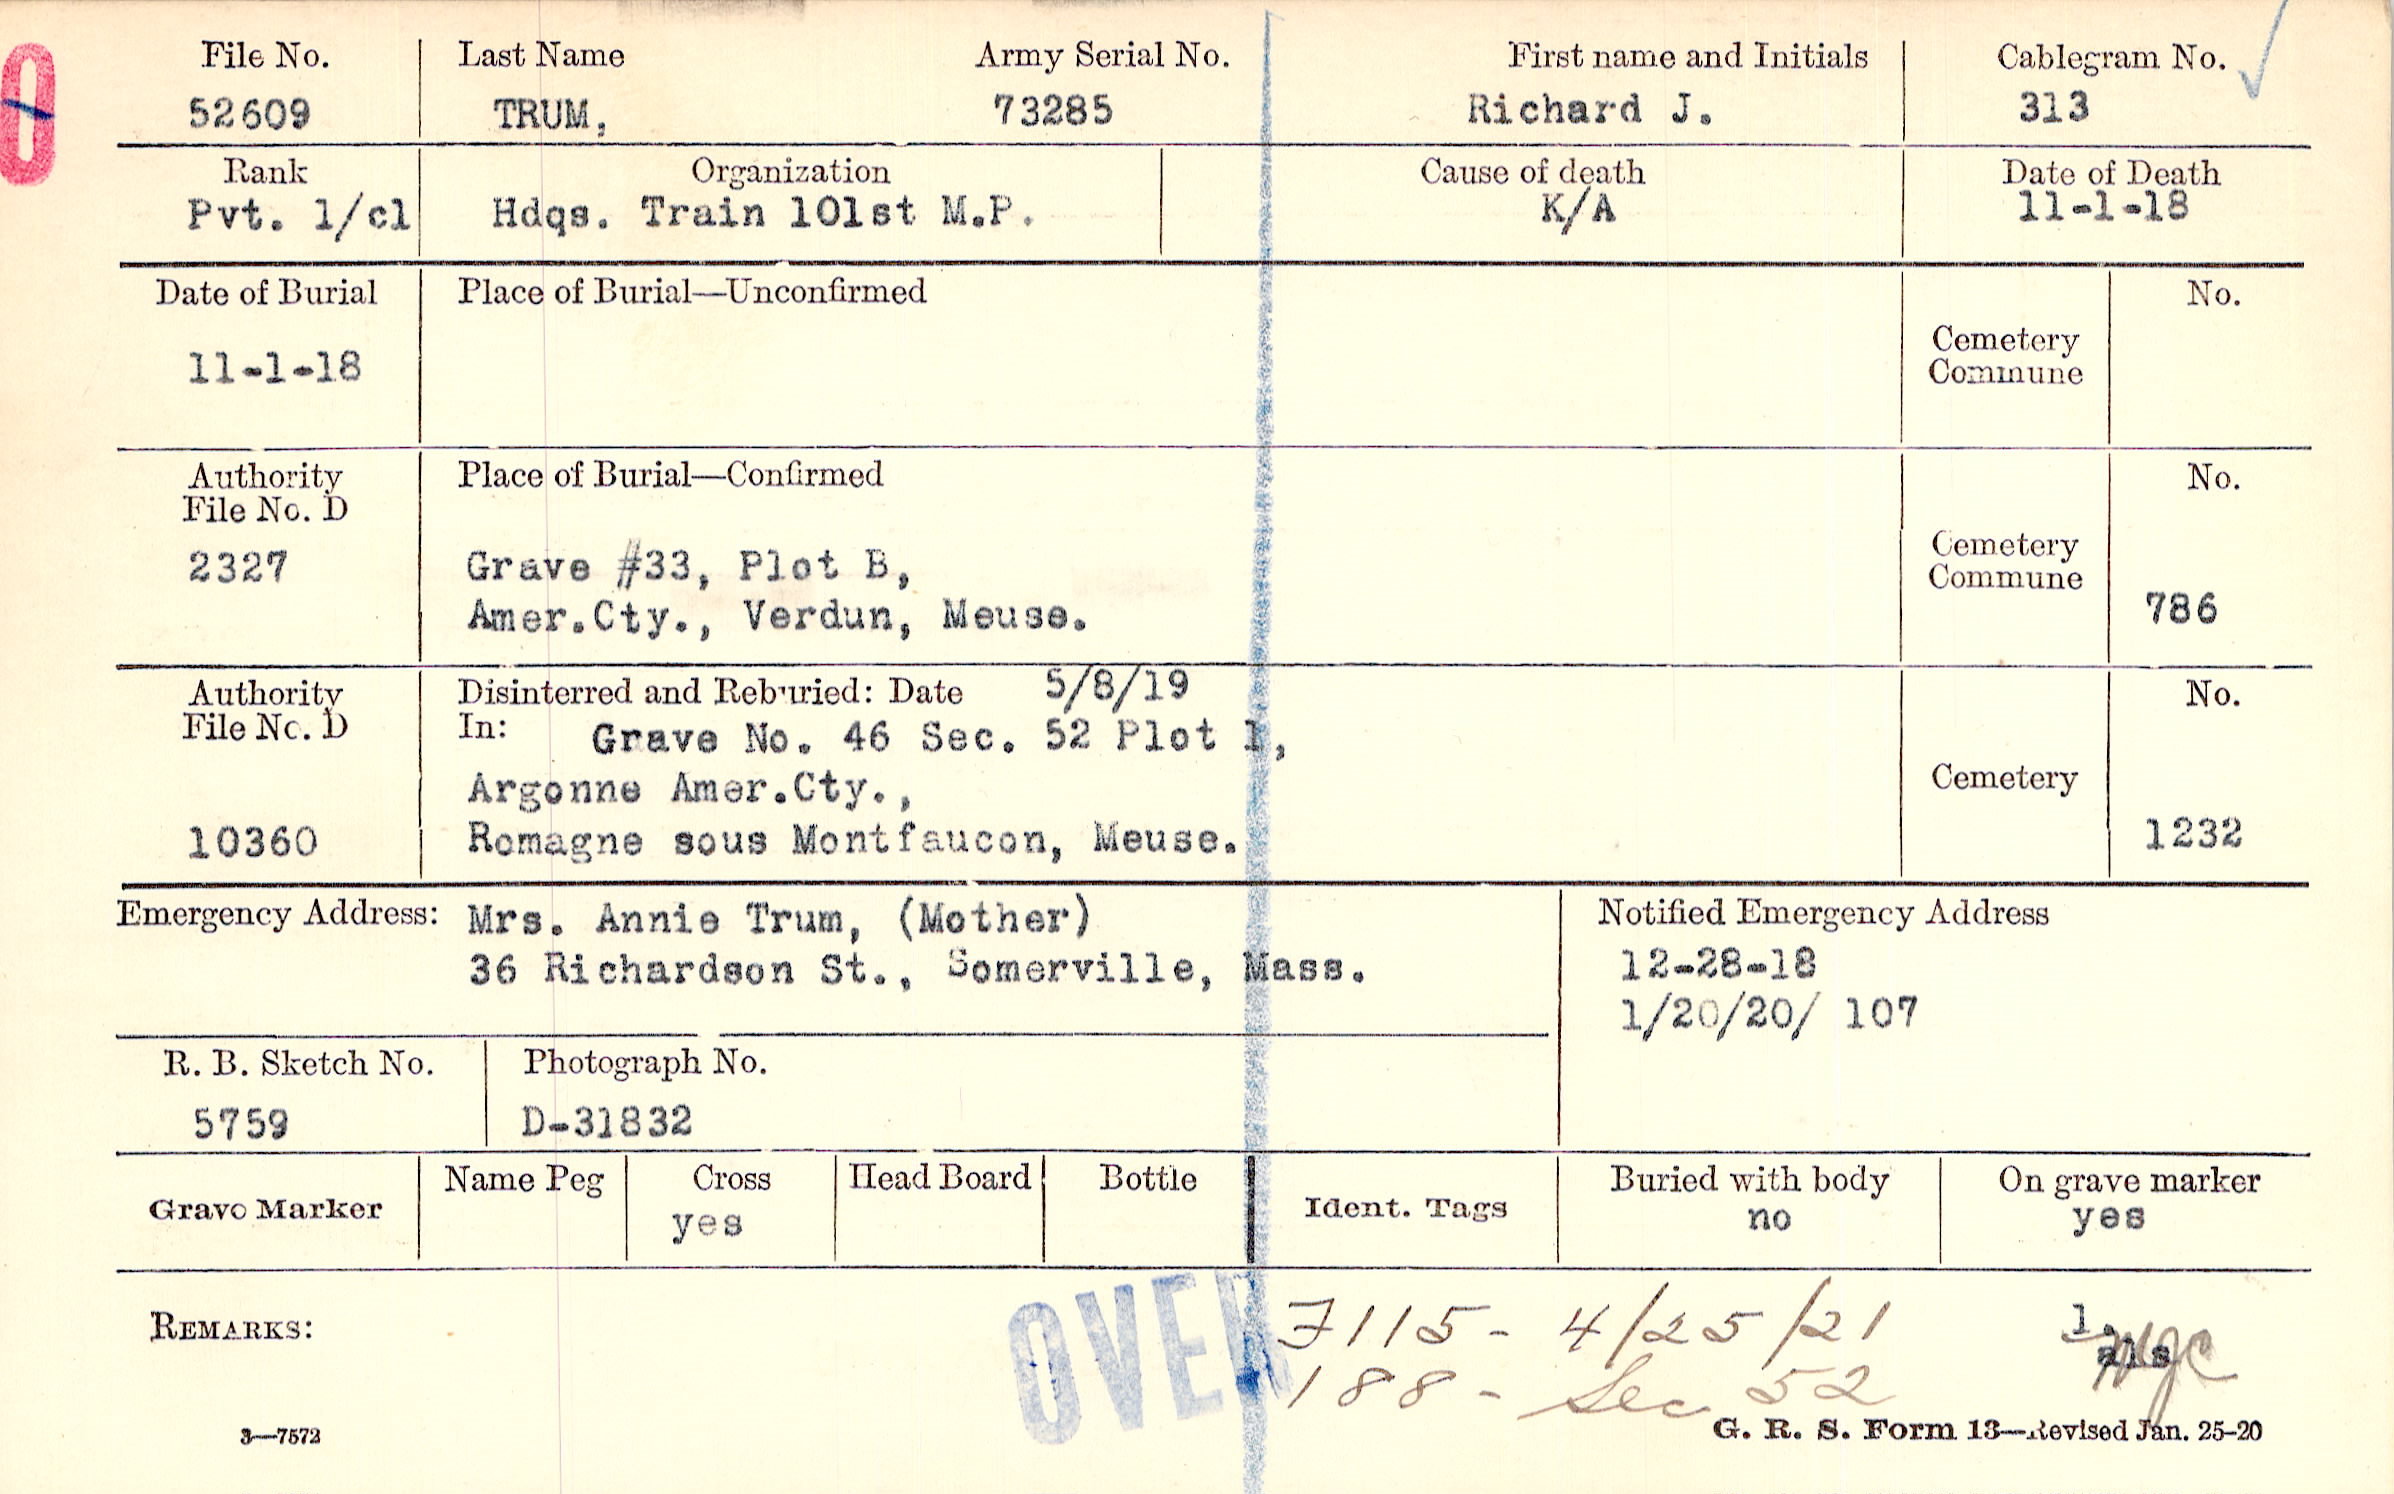 File No. Last Name Army Serial No. First name and Initials Cablegram No.
52609 TRUM, 73285 Richard J. 313
Rank Organization Cause of death Date of Death
Pvt. 1/cl Hdqs. Train 101st M.P. K/A 11-1-18
Date of Burial Place of Burial—Unconfirmed No.
Cemetery
Commune
11-1-18
Authority Place of Burial—Confirmed No.
File No. D
Cemetery
2327 Grave #33, Plot B, Commune
Amer.Cty., Verdun, Meuse. 786
Authority Disinterred and Reburied: Date 5/8/19 No.
File No. D In: Grave No. 46 Sec. 52 Plot 1,
Argonne Amer.Cty., Cemetery
10360 Romagne sous Montfaucon, Meuse. 1232
Emergency Address: Mrs. Annie Trum, (Mother) Notified Emergency Address
36 Richardson St., Somerville, Mass. 12-28-18
1/20/20/ 107
R. B. Sketch No. Photograph No.
5759 D-31832
Grave Marker Name Peg Cross Head Board Bottle Ident. Tags Buried with body On grave marker
yes no yes
REMARKS: OVER 7115- 4/25/21 1.
188 - Sec 52 als
3—7572 G. R. S. Form 13—Revised Jan. 25-20